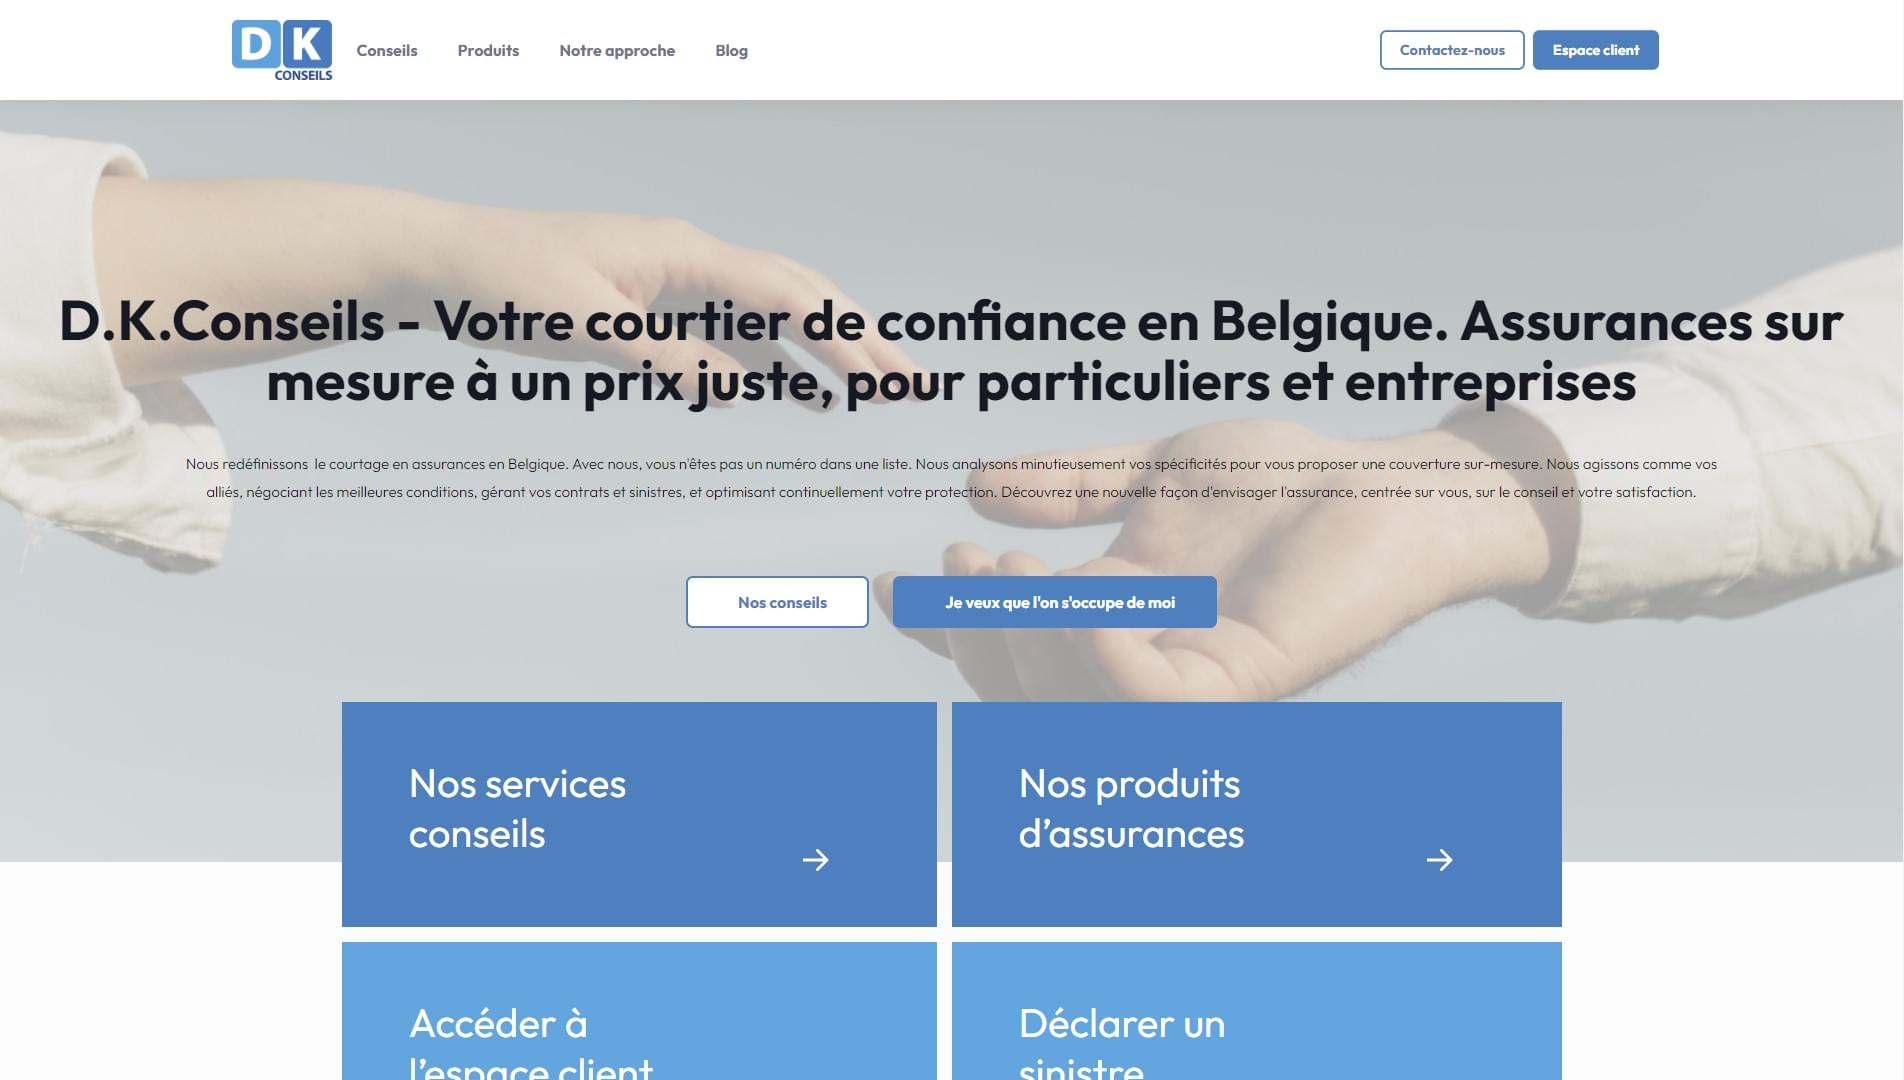 D K
CONSEILS
Conseils
Produits
Notre approche
Blog
Contactez-nous
Espace client
D.K.Conseils - Votre courtier de confiance en Belgique. Assurances sur
mesure à un prix juste, pour particuliers et entreprises
Nous redéfinissons le courtage en assurances en Belgique. Avec nous, vous n'êtes pas un numéro dans une liste. Nous analysons minutieusement vos spécificités pour vous proposer une couverture sur-mesure. Nous agissons comme vos
alliés, négociant les meilleures conditions, gérant vos contrats et sinistres, et optimisant continuellement votre protection. Découvrez une nouvelle façon d'envisager l'assurance, centrée sur vous, sur le conseil et votre satisfaction.
Nos conseils
Je veux que l'on s'occupe de moi
Nos services
conseils
Nos produits
d’assurances
Accéder à
l’espace client
Déclarer un
sinistre